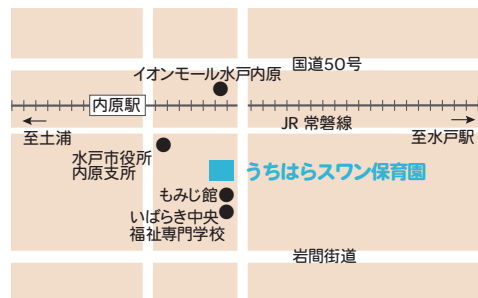 国道50号
イオンモール水戸内原
内原駅
JR 常磐線
至土浦
至水戸駅
水戸市役所
内原支所
うちはらスワン保育園
もみじ館
いばらき中央
福祉専門学校
岩間街道